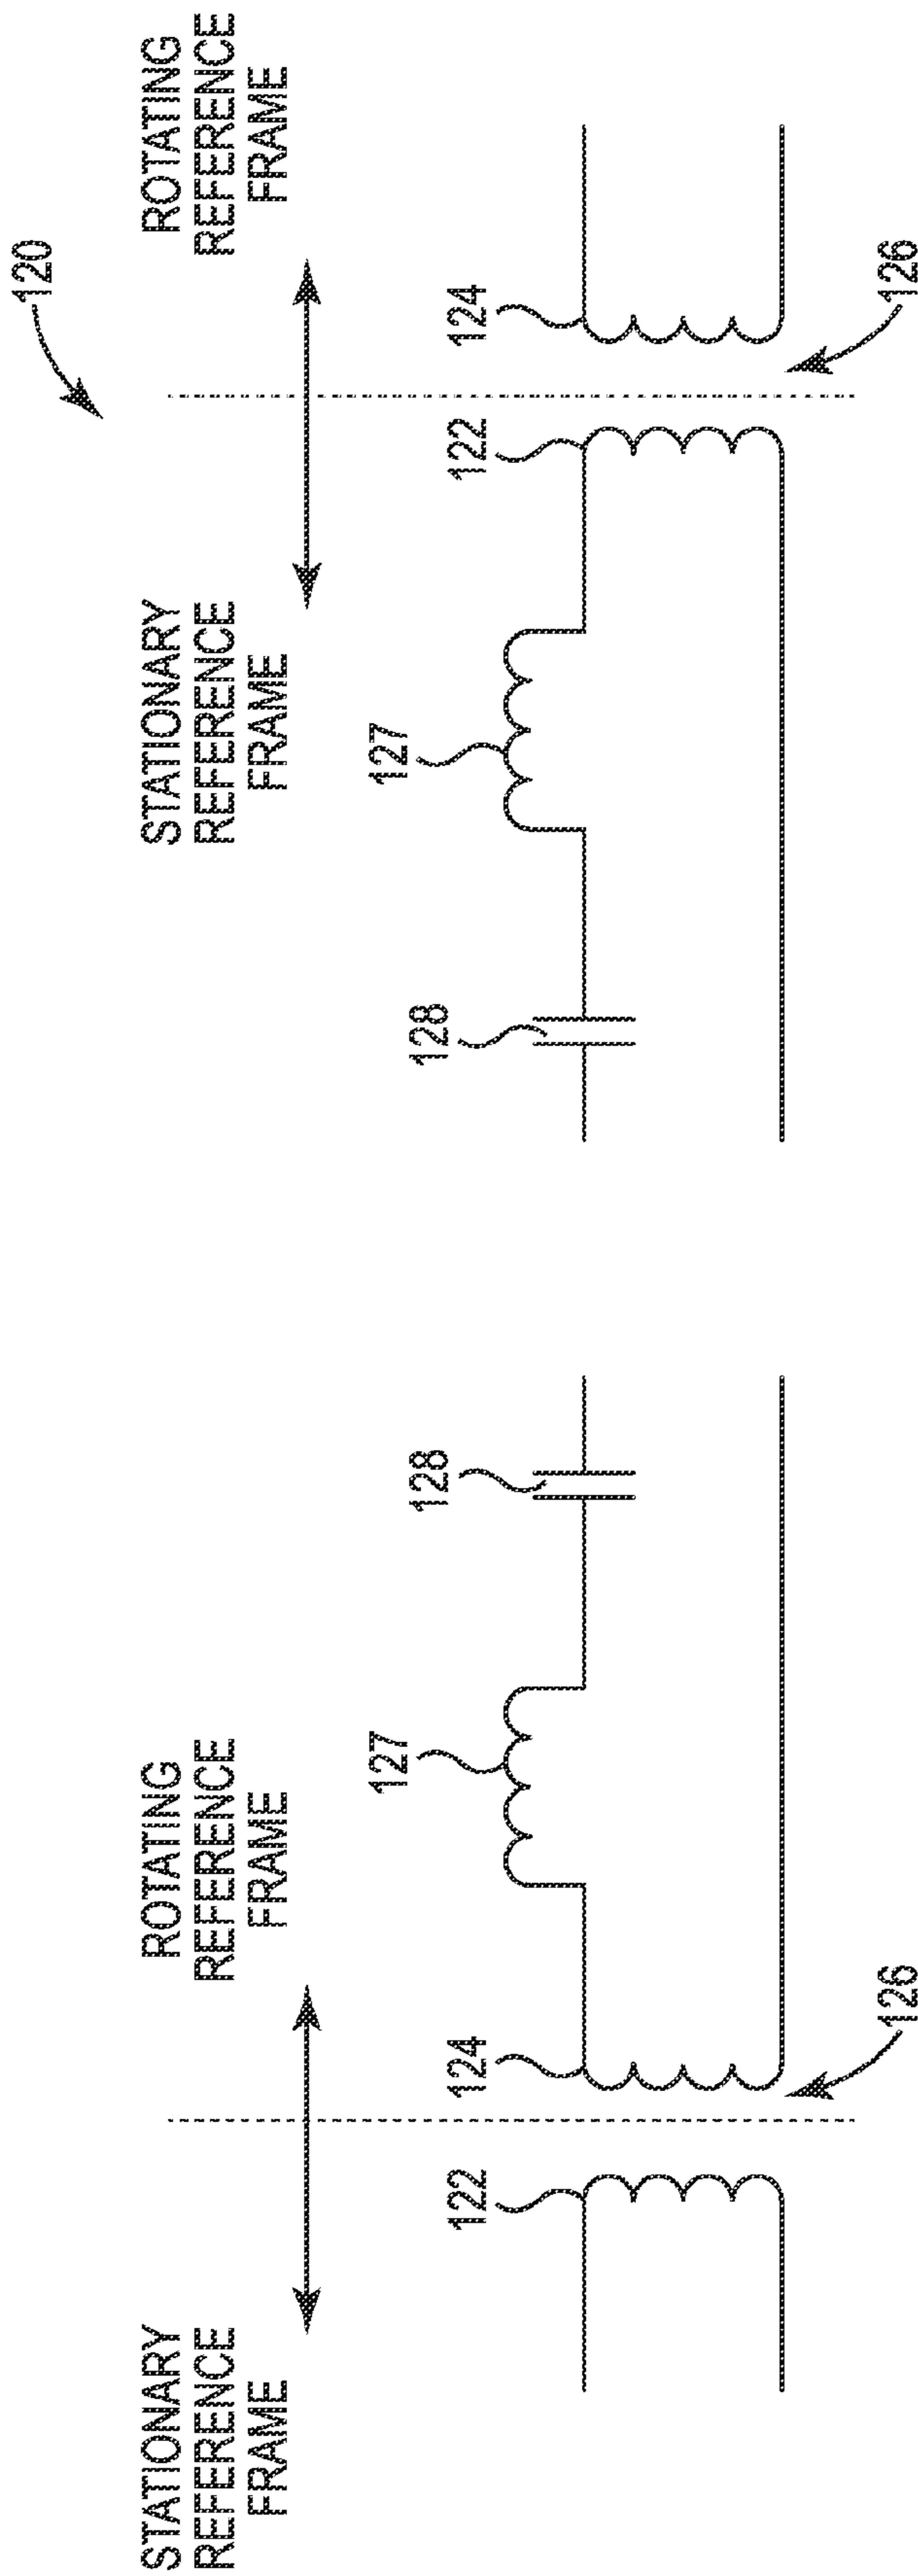 120
STATIONARY
REFERENCE
FRAME
ROTATING
REFERENCE
FRAME
STATIONARY
REFERENCE
FRAME
ROTATING
REFERENCE
FRAME
122
124
127
128
126
128
127
122
124
126